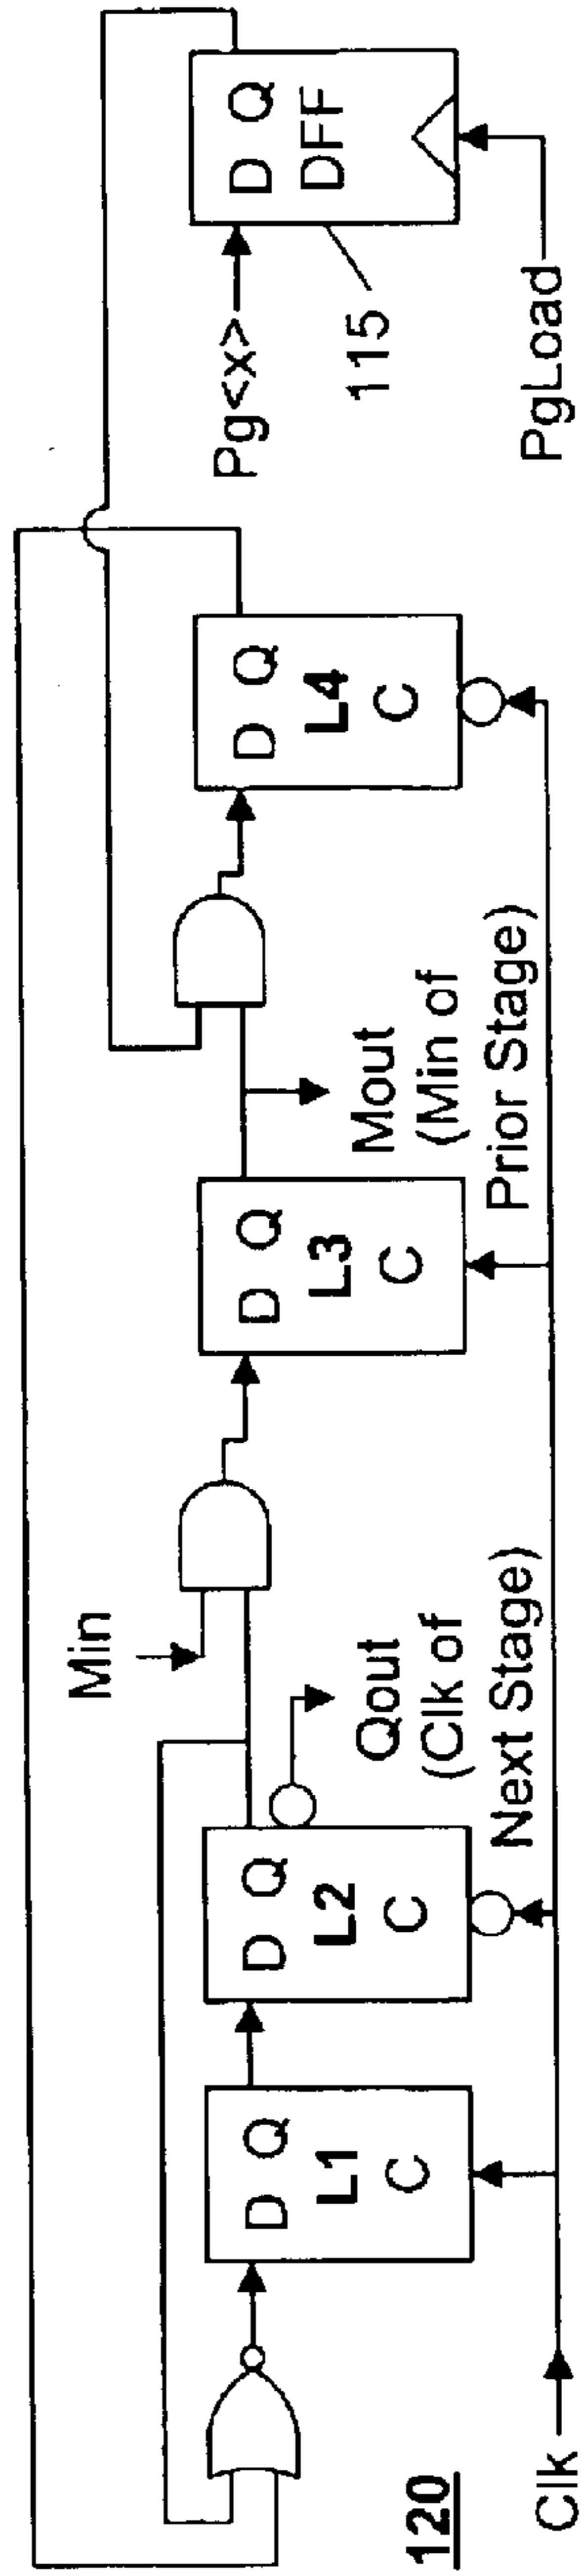 120
Clk
D Q
L1
C
D Q
L2
C
Qout
(Clk of
Next Stage)
Min
D Q
L3
C
Mout
(Min of
Prior Stage)
D Q
L4
C
Pg<x>
D Q
DFF
115
PgLoad